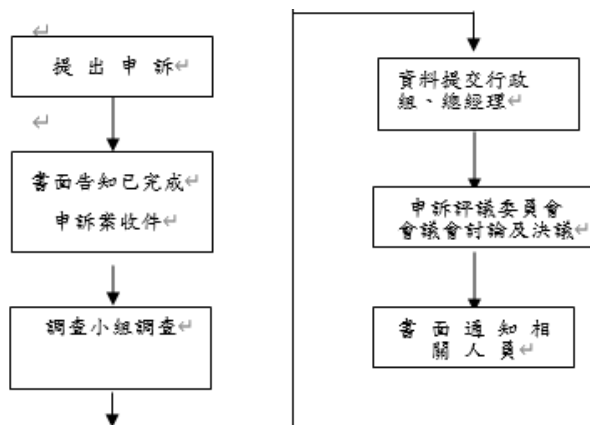 提出申訴
書面告知已完成
申訴案收件
調查小組調查
資料提交行政
組、總經理
申訴評議委員會
會議會討論及決議
書面通知相
關人員